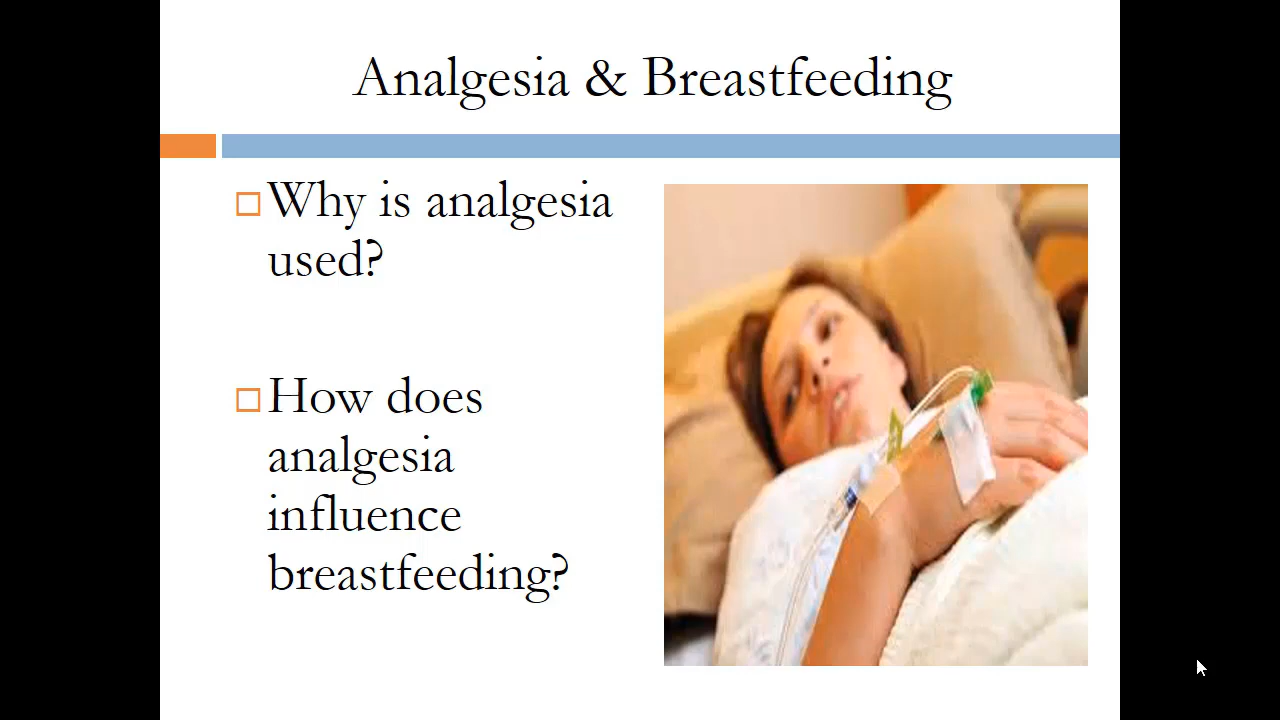 Analgesia & Breastfeeding
Why is analgesia
used?
How does
analgesia
influence
breastfeeding?